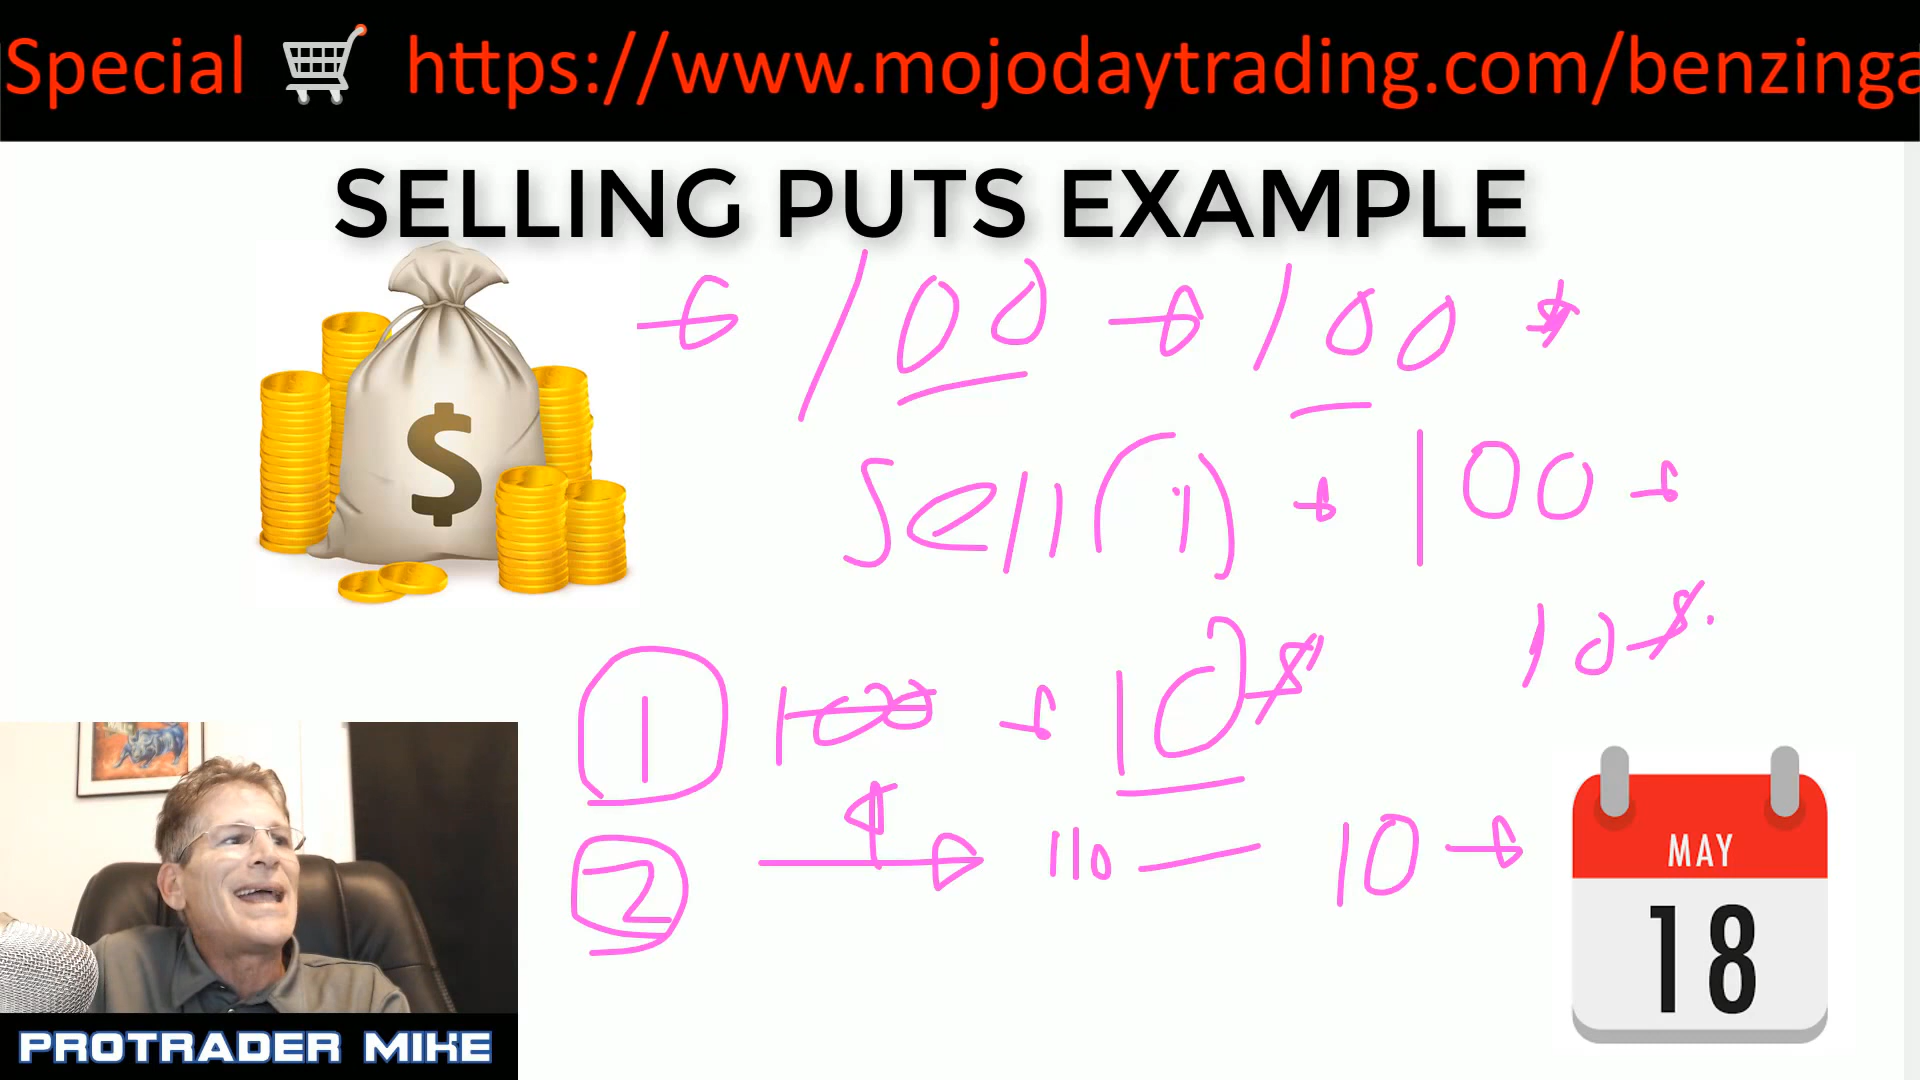 Special https://www.mojodaytrading.com/benzinga
SELLING PUTS EXAMPLE
100 100 $
Sell (1) 100
10 $
1 100 10 $
2 110 — 10
MAY
18
$
PROTRADER MIKE